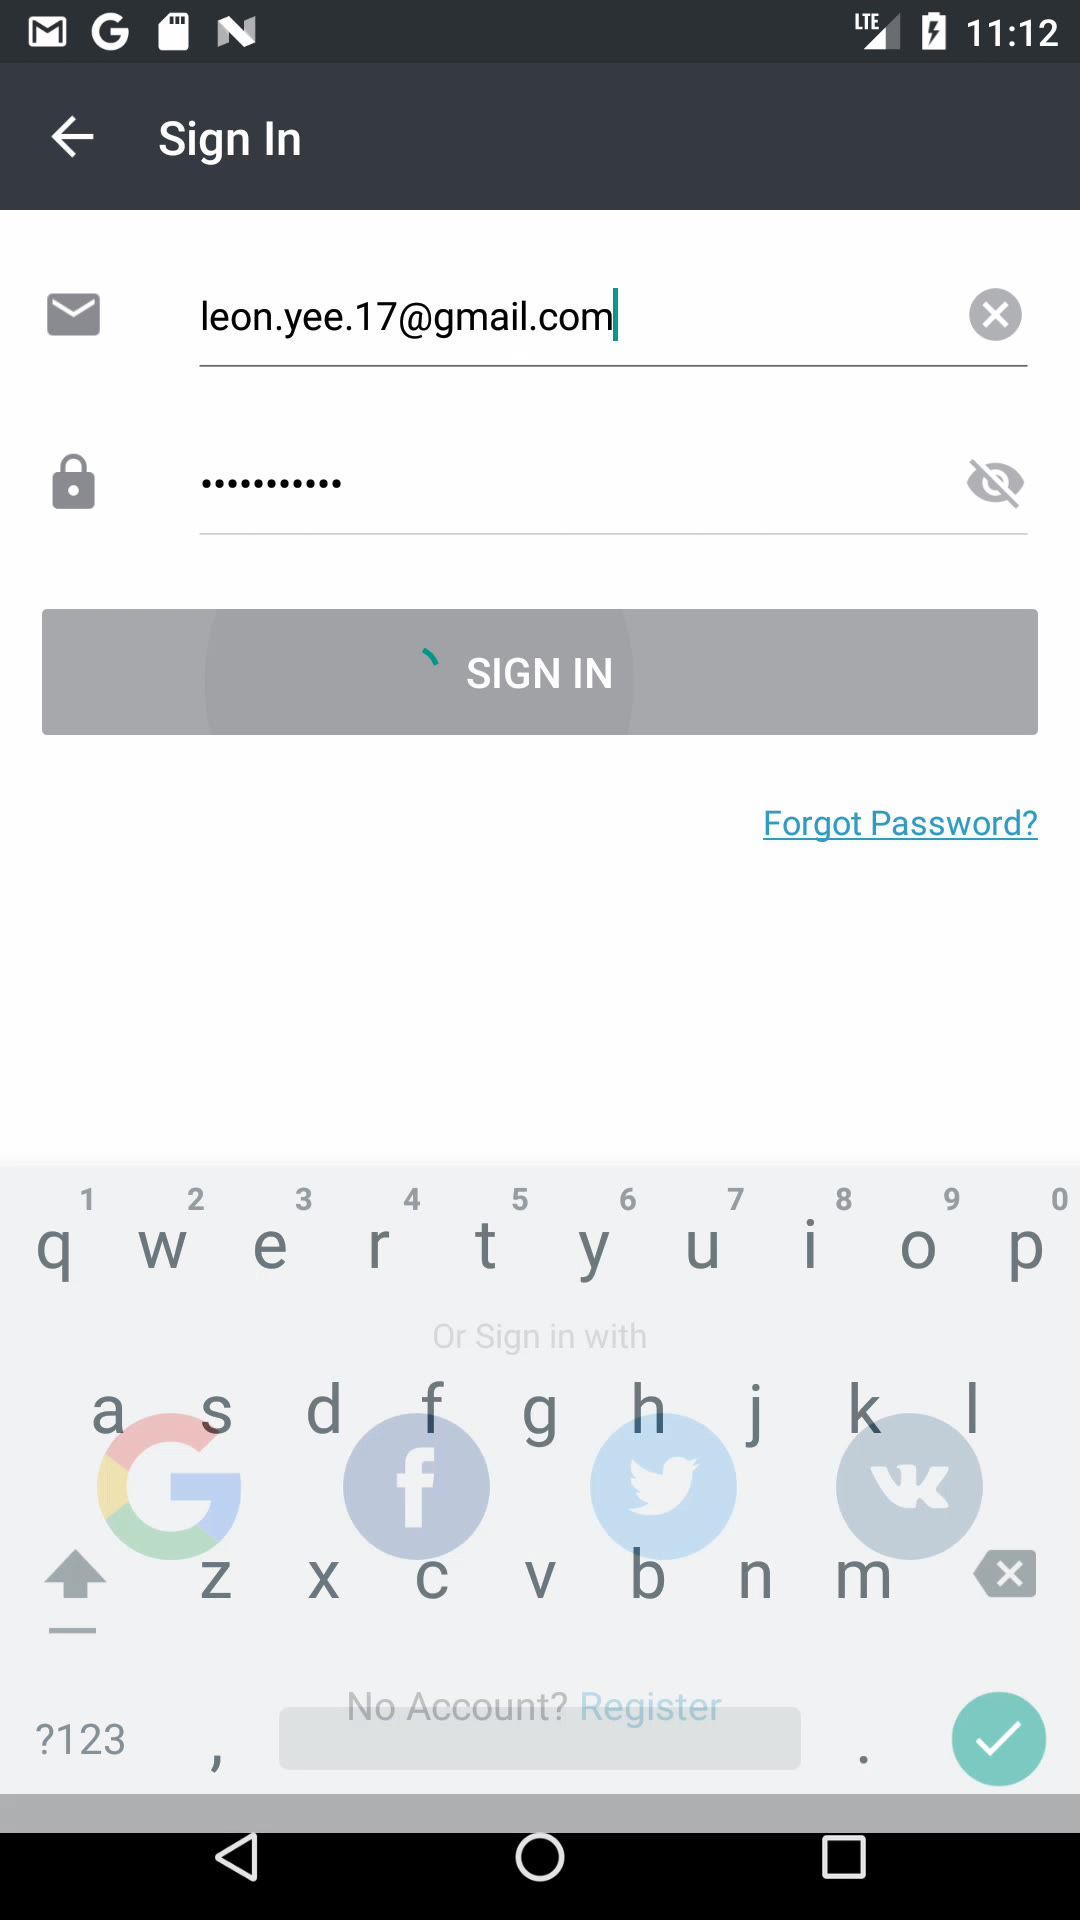 LTE 11:12
Sign In
leon.yee.17@gmail.com
•••••••••••
SIGN IN
Forgot Password?
1 2 3 4 5 6 7 8 9 0
q w e r t y u i o p
Or Sign in with
a s d f g h j k l
z x c v b n m
No Account? Register
?123 , .